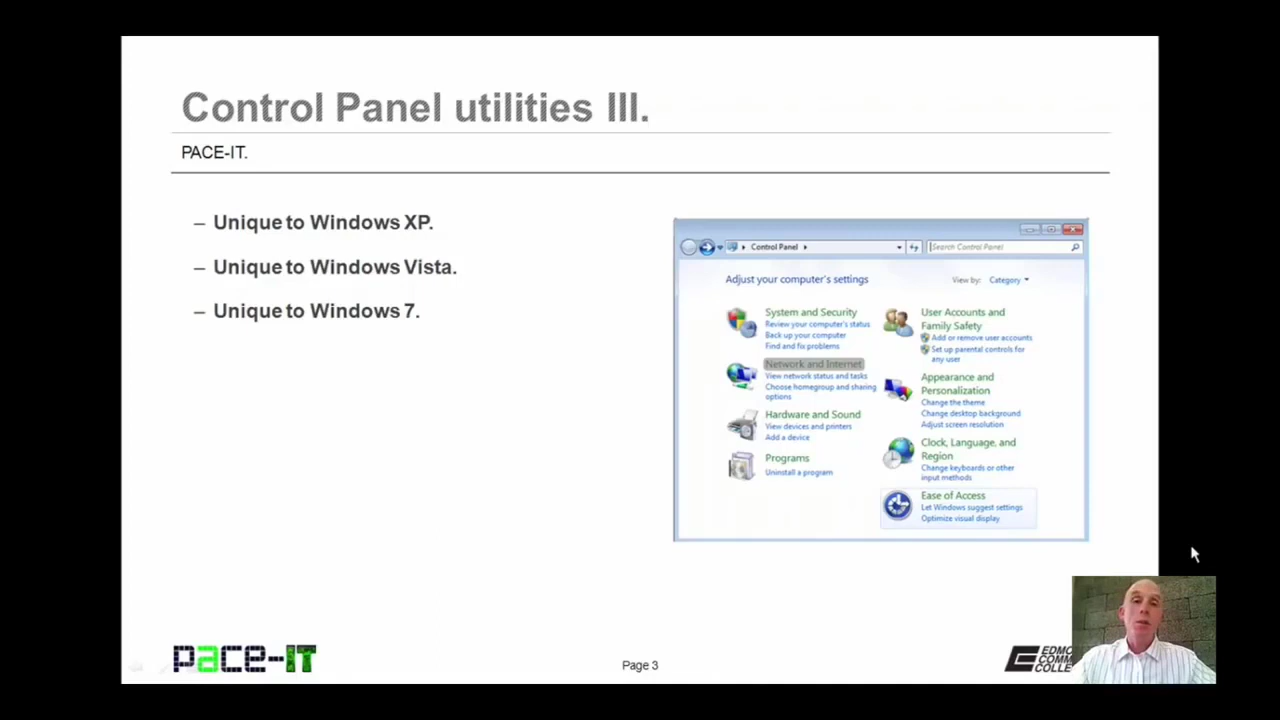 Control Panel utilities III.
PACE-IT.
– Unique to Windows XP.
– Unique to Windows Vista.
– Unique to Windows 7.
Control Panel
Search Control Panel
Adjust your computer's settings
View by: Category
System and Security
Review your computer's status
Back up your computer
Find and fix problems
Network and Internet
View network status and tasks
Choose homegroup and sharing
options
Hardware and Sound
View devices and printers
Add a device
Programs
Uninstall a program
User Accounts and
Family Safety
Add or remove user accounts
Set up parental controls for
any user
Appearance and
Personalization
Change the theme
Change desktop background
Adjust screen resolution
Clock, Language, and
Region
Change keyboards or other
input methods
Ease of Access
Let Windows suggest settings
Optimize visual display
pace-IT
Page 3